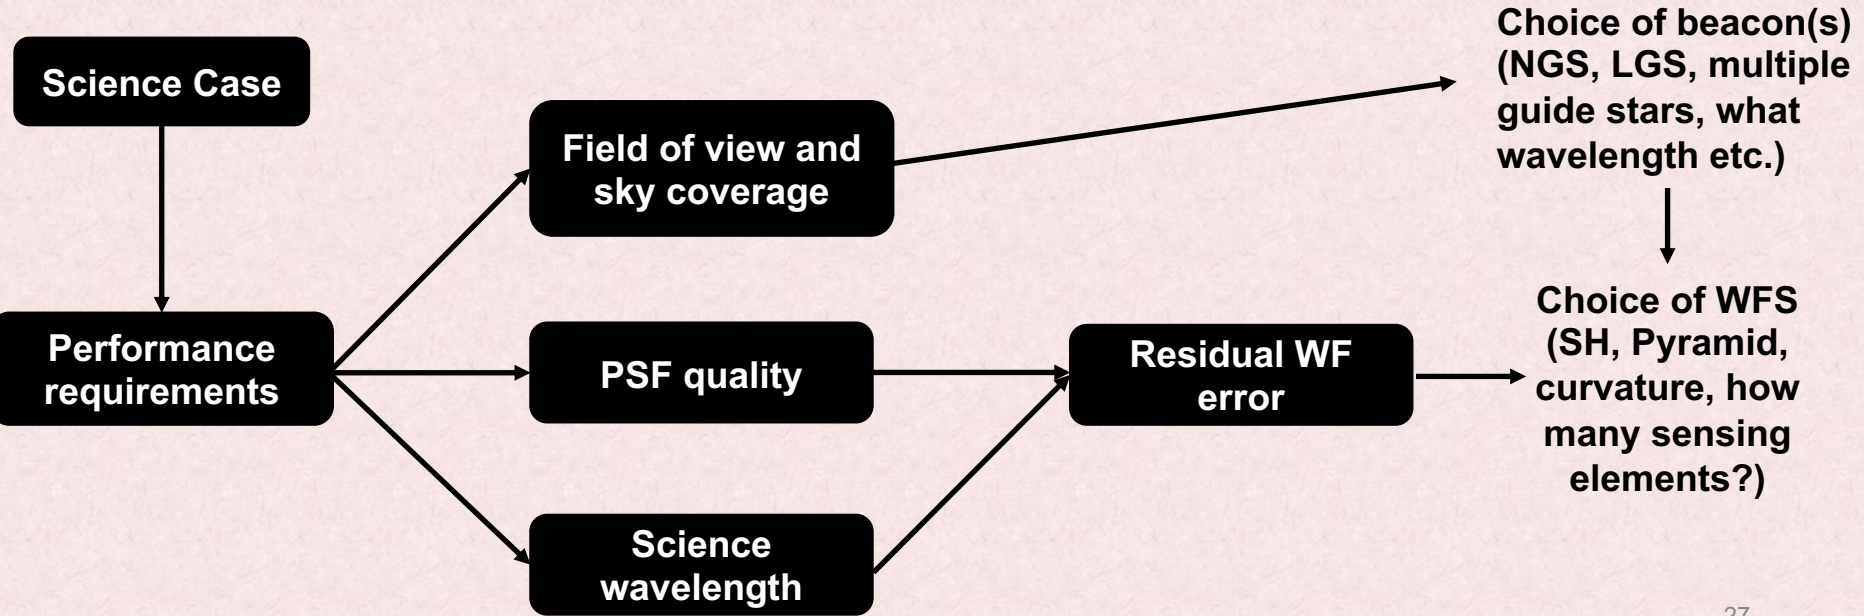 Science Case
Performance
requirements
Field of view and
sky coverage
PSF quality
Science
wavelength
Residual WF
error
Choice of beacon(s)
(NGS, LGS, multiple
guide stars, what
wavelength etc.)
Choice of WFS
(SH, Pyramid,
curvature, how
many sensing
elements?)
27